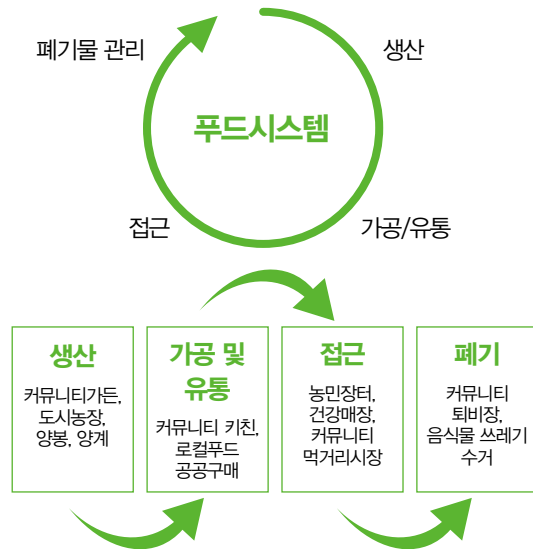 폐기물 관리
생산
푸드시스템
접근
가공/유통
생산
커뮤니티가든,
도시농장,
양봉, 양계
가공 및
유통
커뮤니티 키친,
로컬푸드
공공구매
접근
농민장터,
건강매장,
커뮤니티
먹거리시장
폐기
커뮤니티
퇴비장,
음식물 쓰레기
수거